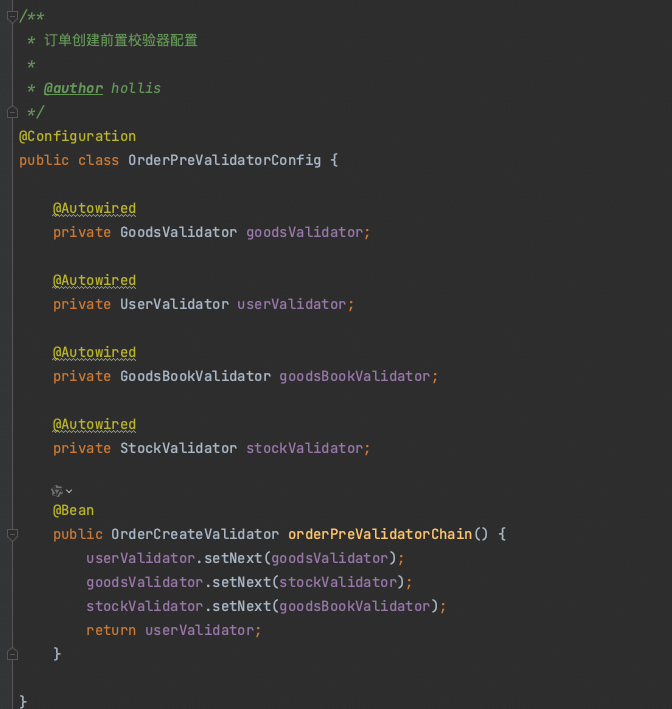 /**
 * 订单创建前置校验器配置
 *
 * @author hollis
 */
@Configuration
public class OrderPreValidatorConfig {
    @Autowired
    private GoodsValidator goodsValidator;
    @Autowired
    private UserValidator userValidator;
    @Autowired
    private GoodsBookValidator goodsBookValidator;
    @Autowired
    private StockValidator stockValidator;
    @Bean
    public OrderCreateValidator orderPreValidatorChain() {
        userValidator.setNext(goodsValidator);
        goodsValidator.setNext(stockValidator);
        stockValidator.setNext(goodsBookValidator);
        return userValidator;
    }
}